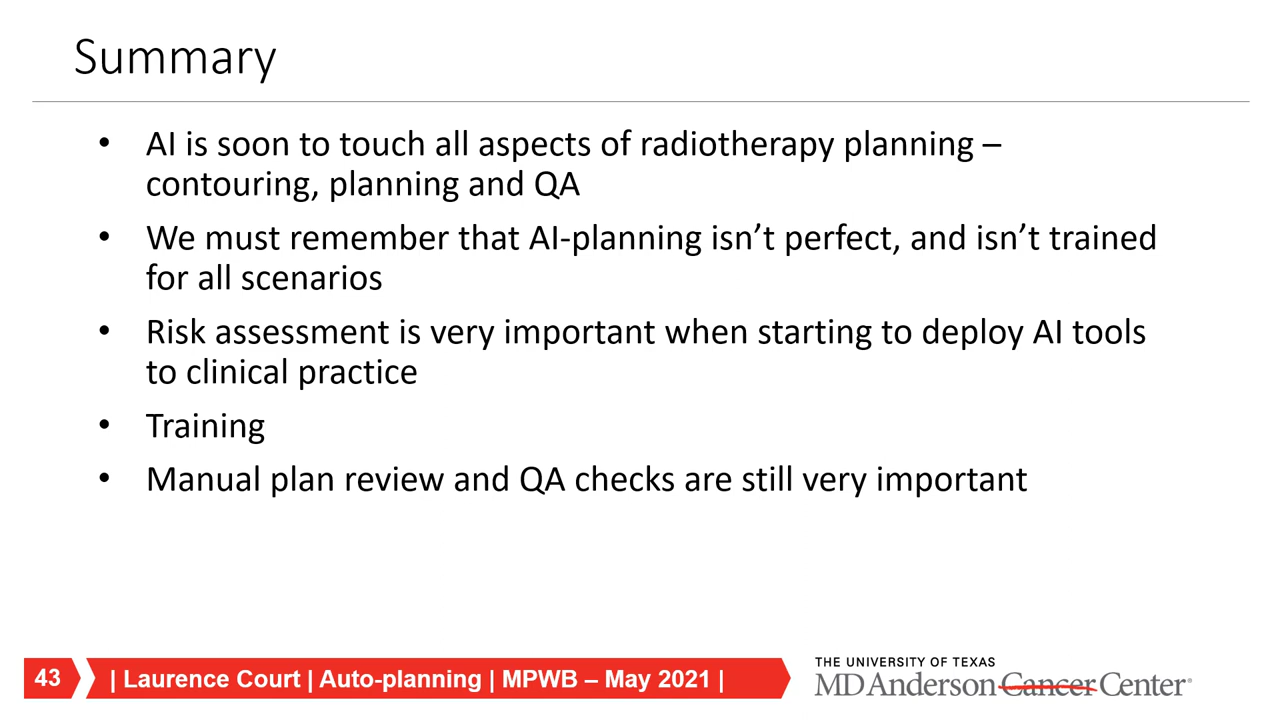 Summary
• AI is soon to touch all aspects of radiotherapy planning –
contouring, planning and QA
• We must remember that AI-planning isn’t perfect, and isn’t trained
for all scenarios
• Risk assessment is very important when starting to deploy AI tools
to clinical practice
• Training
• Manual plan review and QA checks are still very important
43 | Laurence Court | Auto-planning | MPWB – May 2021 |
THE UNIVERSITY OF TEXAS
MD Anderson Cancer Center®